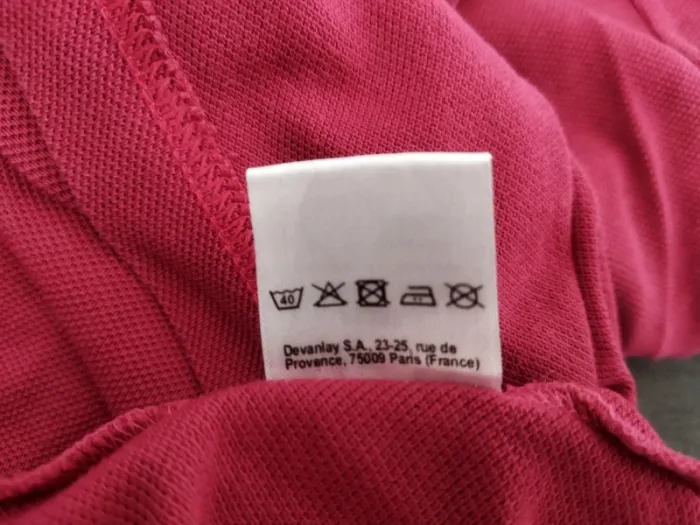 40
Devanlay S.A., 23-25, rue de
Provence, 75009 Paris (France)